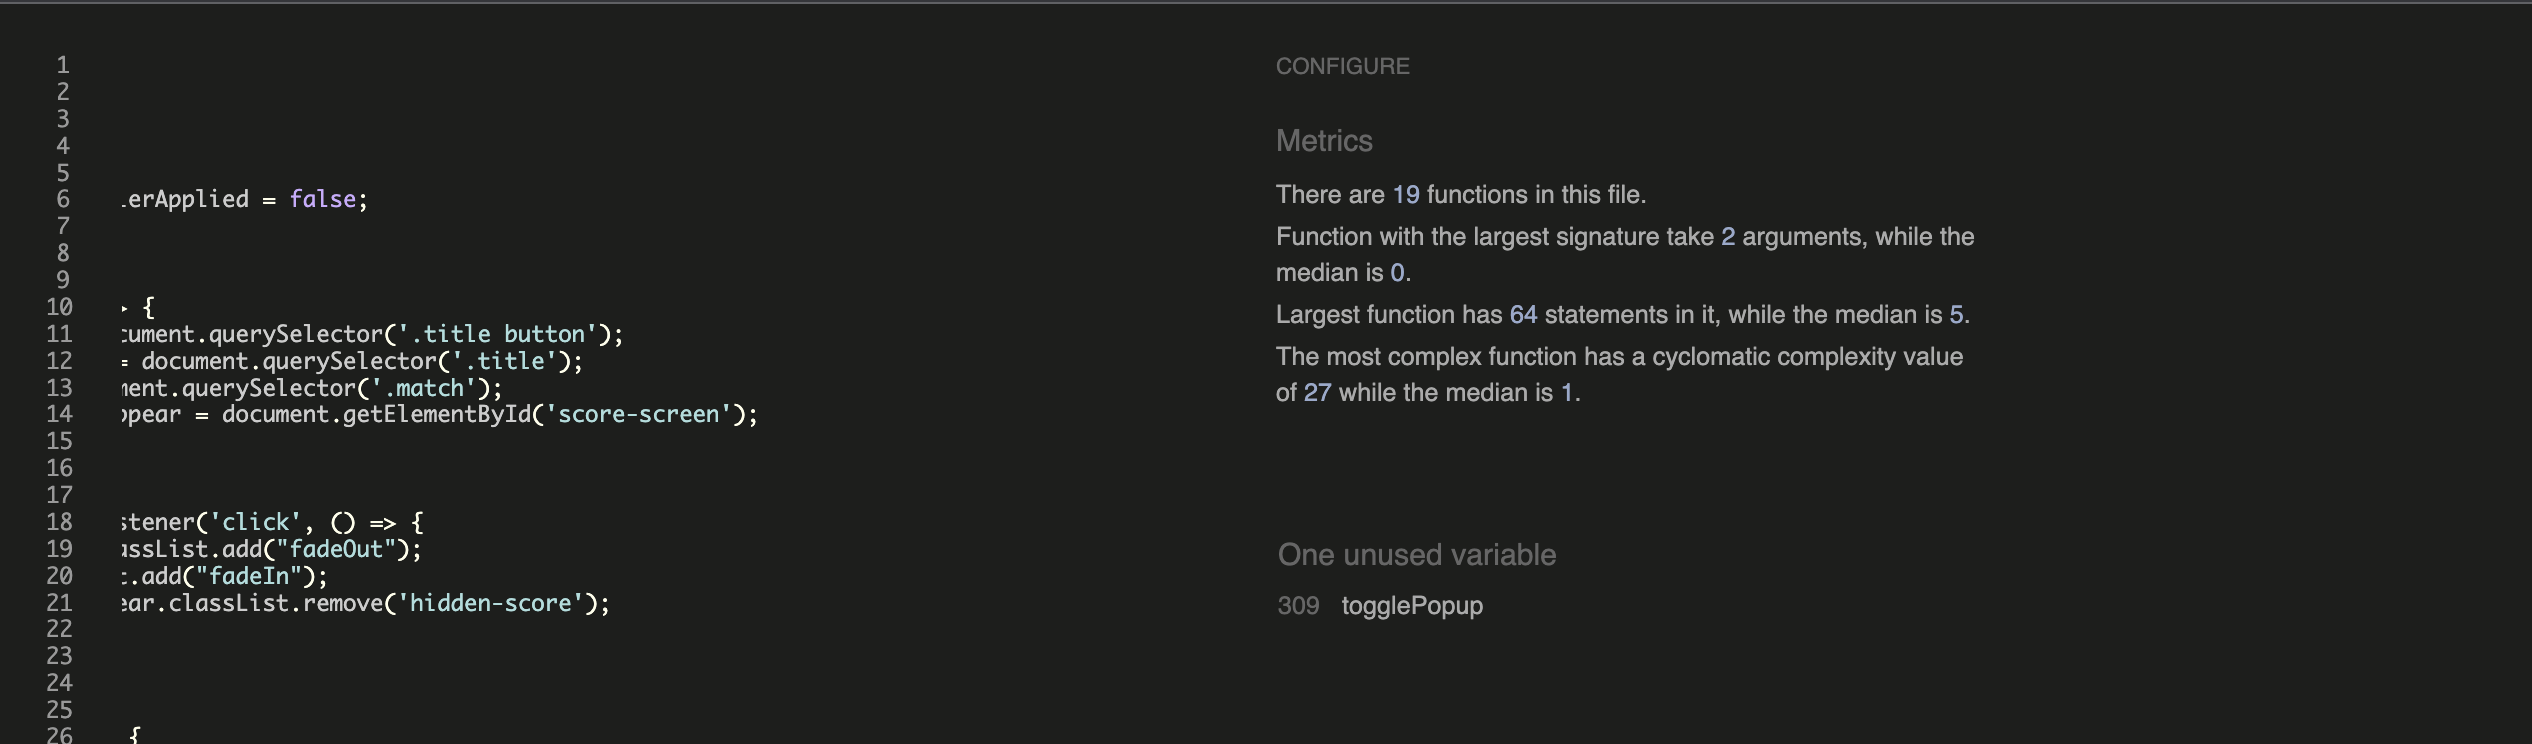 1
2
3
4
5
6 erApplied = false;
7
8
9
10 {
11 cument.querySelector('.title button');
12 = document.querySelector('.title');
13 ment.querySelector('.match');
14 ppear = document.getElementById('score-screen');
15
16
17
18 stener('click', () => {
19 assList.add("fadeOut");
20 .add("fadeIn");
21 ear.classList.remove('hidden-score');
22
23
24
25
26 {
CONFIGURE
Metrics
There are 19 functions in this file.
Function with the largest signature take 2 arguments, while the
median is 0.
Largest function has 64 statements in it, while the median is 5.
The most complex function has a cyclomatic complexity value
of 27 while the median is 1.
One unused variable
309 togglePopup